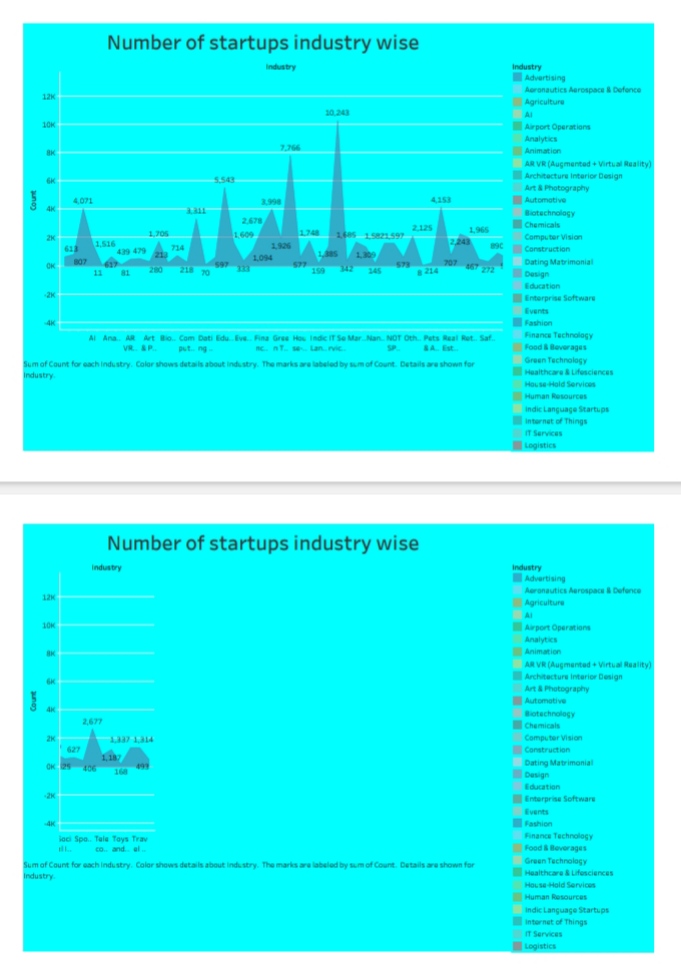 Number of startups industry wise
Industry
Industry
Advertising
Aeronautics Aerospace & Defence
Agriculture
AI
Airport Operations
Analytics
Animation
AR VR (Augmented + Virtual Reality)
Architecture Interior Design
Art & Photography
Automotive
Biotechnology
Chemicals
Computer Vision
Construction
Dating Matrimonial
Design
Education
Enterprise Software
Events
Fashion
Finance Technology
Food & Beverages
Green Technology
Healthcare & Lifesciences
House-Hold Services
Human Resources
Indic Language Startups
Internet of Things
IT Services
Logistics
Count
12K
10K
8K
6K
4K
2K
0K
-2K
-4K
10,243
7,766
5,543
4,071 3,998 4,153
3,311
2,678
2,125
2,243
1,965
613 1,516 1,705 1,609 1,926 1,748 1,685 1,582 1,597
807 11 617 81 439 479 280 213 714 218 70 597 333 1,094 577 159 1,385 342 1,309 145 573 8 214 707 467 272 890
AI Ana.. AR Art Bio.. Com Dati Edu.. Eve.. Fina Gree Hou Indic IT Se Mar.. Nan.. NOT Oth.. Pets Real Ret.. Saf..
VR.. & P.. put.. ng .. nc.. n T.. se-.. Lan.. rvic.. SP.. & A.. Est..
Sum of Count for each Industry. Color shows details about Industry. The marks are labeled by sum of Count. Details are shown for
Industry.
Number of startups industry wise
Industry
Industry
Advertising
Aeronautics Aerospace & Defence
Agriculture
AI
Airport Operations
Analytics
Animation
AR VR (Augmented + Virtual Reality)
Architecture Interior Design
Art & Photography
Automotive
Biotechnology
Chemicals
Computer Vision
Construction
Dating Matrimonial
Design
Education
Enterprise Software
Events
Fashion
Finance Technology
Food & Beverages
Green Technology
Healthcare & Lifesciences
House-Hold Services
Human Resources
Indic Language Startups
Internet of Things
IT Services
Logistics
Count
12K
10K
8K
6K
4K
2K
0K
-2K
-4K
2,677
1,337 1,314
627
1,187
406 168 493
Spo.. Tele Toys Trav
co.. and.. el ..
Sum of Count for each Industry. Color shows details about Industry. The marks are labeled by sum of Count. Details are shown for
Industry.